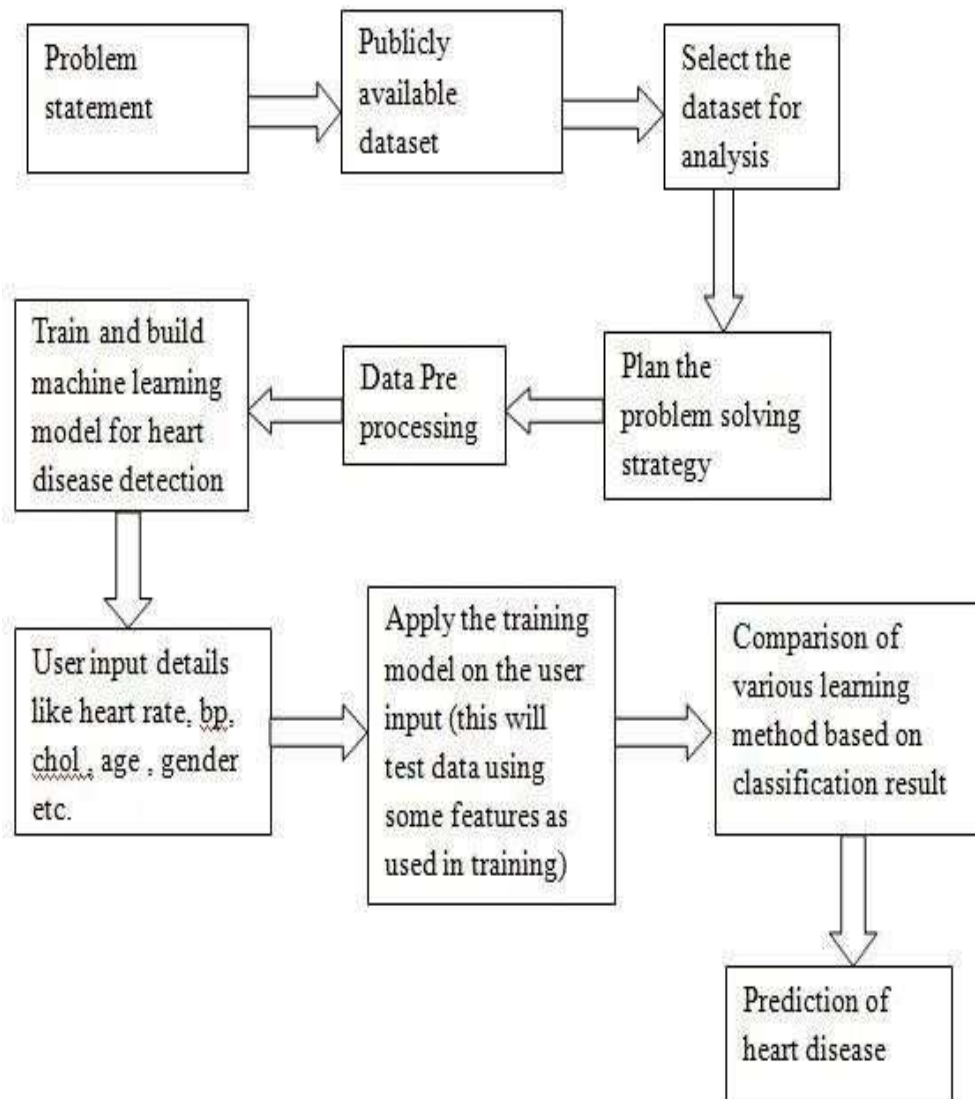 Problem
statement
Publicly
available
dataset
Select the
dataset for
analysis
Plan the
problem solving
strategy
Data Pre
processing
Train and build
machine learning
model for heart
disease detection
User input details
like heart rate, bp,
chol , age , gender
etc.
Apply the training
model on the user
input (this will
test data using
some features as
used in training)
Comparison of
various learning
method based on
classification result
Prediction of
heart disease